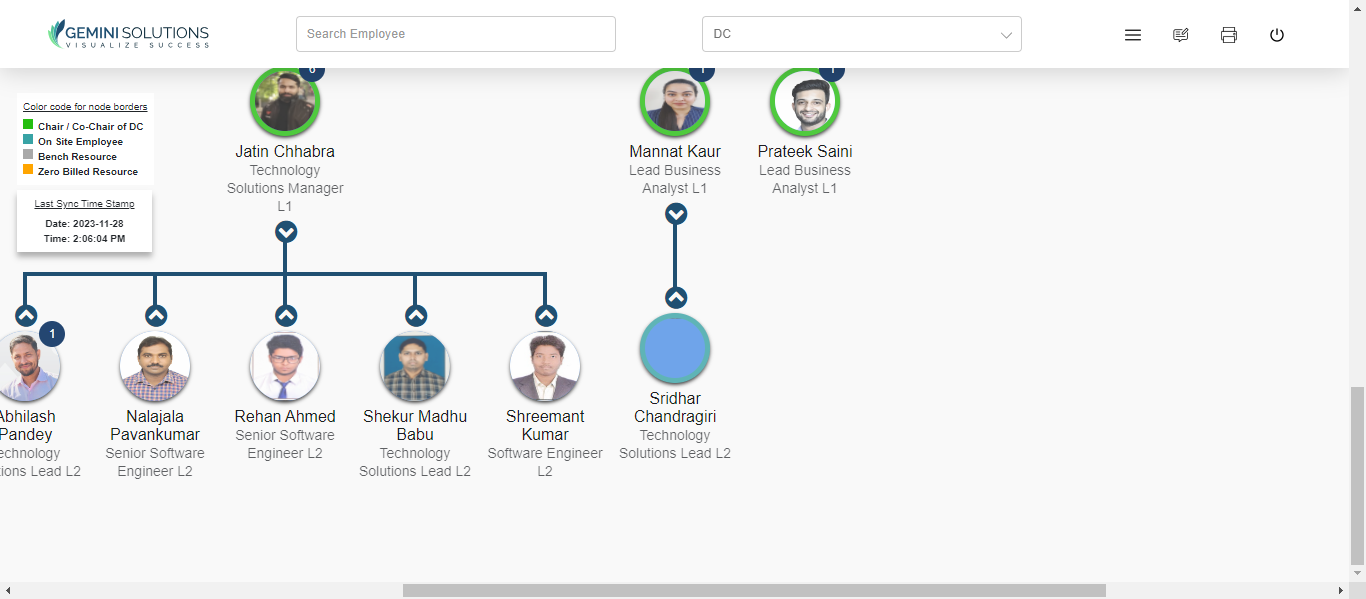 GEMINI SOLUTIONS
VISUALIZE SUCCESS
Search Employee
DC
Color code for node borders
Chair / Co-Chair of DC
On Site Employee
Bench Resource
Zero Billed Resource
Last Sync Time Stamp
Date: 2023-11-28
Time: 2:06:04 PM
6
Jatin Chhabra
Technology
Solutions Manager
L1
1
Mannat Kaur
Lead Business
Analyst L1
1
Prateek Saini
Lead Business
Analyst L1
1
Abhilash
Pandey
echnology
ions Lead L2
Nalajala
Pavankumar
Senior Software
Engineer L2
Rehan Ahmed
Senior Software
Engineer L2
Shekur Madhu
Babu
Technology
Solutions Lead L2
Shreemant
Kumar
Software Engineer
L2
Sridhar
Chandragiri
Technology
Solutions Lead L2